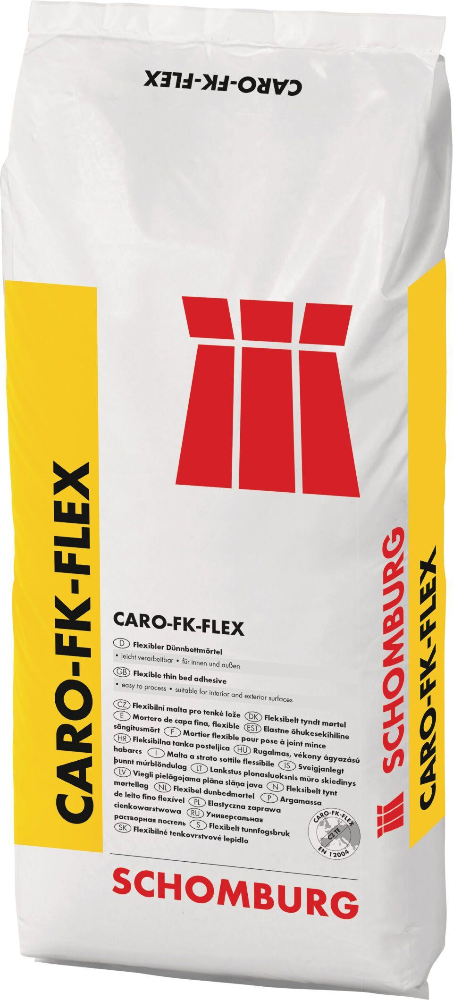 CARO-FK-FLEX
CARO-FK-FLEX
CARO-FK-FLEX
D Flexibler Dünnbettmörtel
• leicht verarbeitbar • für innen und außen
GB Flexible thin bed adhesive
• easy to process • suitable for interior and exterior surfaces
CZ Flexibilní malta pro tenké lože DK Fleksibelt tyndt mørtel
E Mortero de capa fina, flexible EST Elastne õhukesekihiline
sängitusmört F Mortier flexible pour pose à joint mince
HR Fleksibilna tanka posteljica HU Rugalmas, vékony ágyazású
habarcs I Malta a strato sottile flessibile IS Sveigjanlegt
þunnt múrblöndulag LT Lankstus plonasluoksnis mūro skiedinys
LV Viegli pielāgojama plāna slāņa java N Fleksibelt tynt
mørtellag NL Flexibel dunbedmortel P Argamassa
de leito fino flexível PL Elastyczna zaprawa
cienkowarstwowa RU Универсальная
растворная постель S Flexibelt tunnfogsbruk
SK Flexibilné tenkovrstvové lepidlo
CARO-FK-FLEX
C2 TE
EN 12004
SCHOMBURG
SCHOMBURG
CARO-FK-FLEX